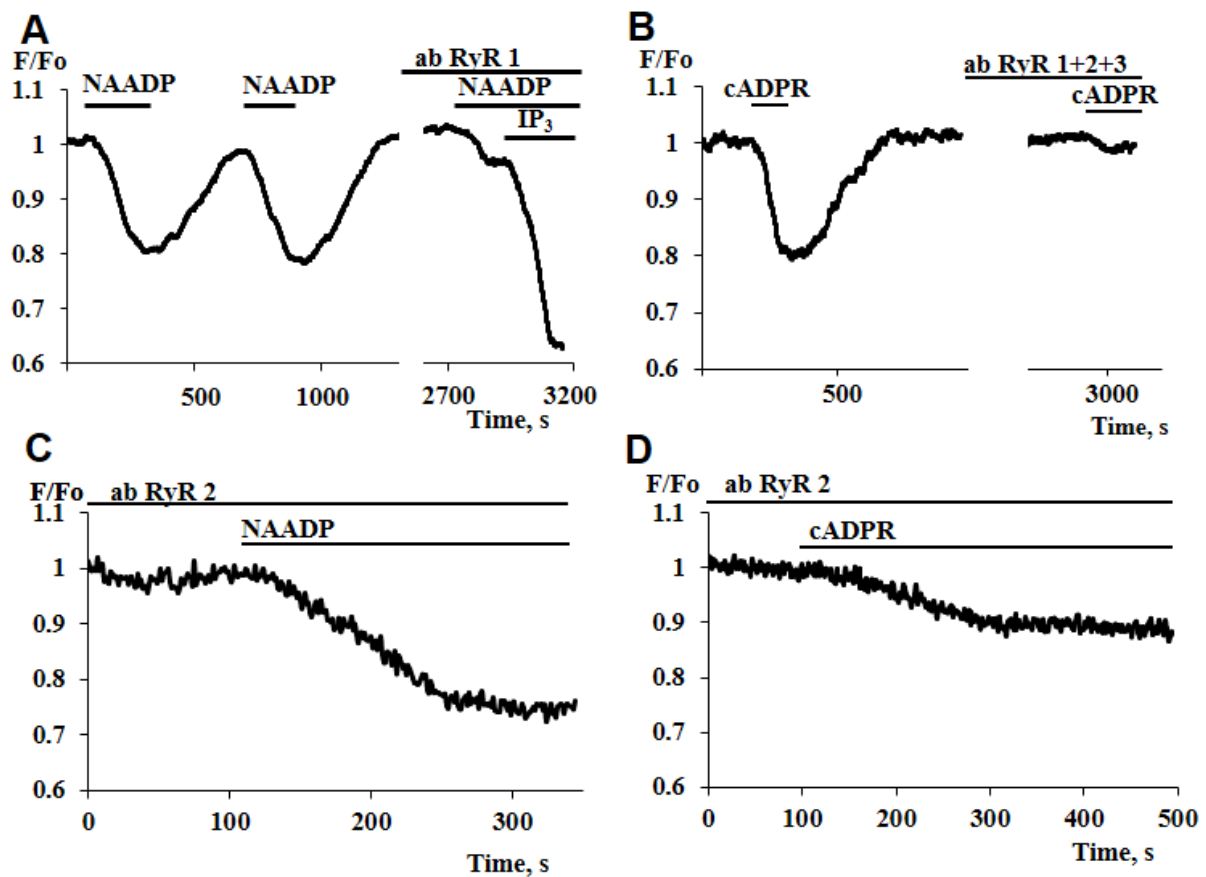 A
F/Fo
ab RyR 1
NAADP NAADP NAADP
IP3
1.1
1
0.9
0.8
0.7
0.6
500 1000 2700 3200
Time, s
B
F/Fo
ab RyR 1+2+3
cADPR cADPR
1.1
1
0.9
0.8
0.7
0.6
500 3000
Time, s
C
F/Fo
ab RyR 2
NAADP
1.1
1
0.9
0.8
0.7
0.6
0 100 200 300
Time, s
D
F/Fo
ab RyR 2
cADPR
1.1
1
0.9
0.8
0.7
0.6
0 100 200 300 400 500
Time, s